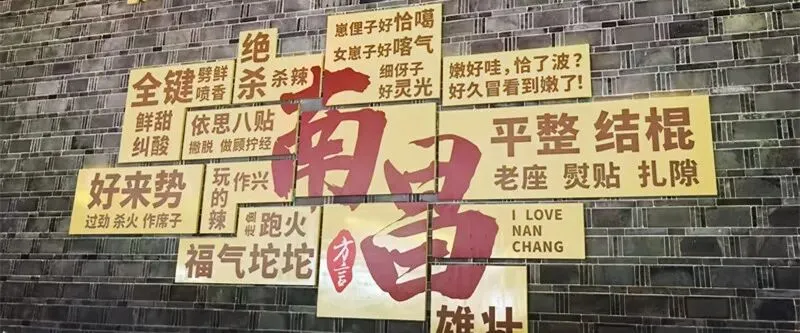 绝杀
杀辣
崽俚子好恰噶
女崽子好喀气
细伢子
好灵光
嫩好哇，恰了波？
好久冒看到嫩了！
全键
劈鲜
喷香
鲜甜
纠酸
依思八贴
撇脱 做顾拧经
南昌
平整 结棍
老座 熨贴 扎隙
好来势
过劲 杀火 作席子
玩的辣
作兴
走鱼
跑火
福气坨坨
方言
I LOVE
NAN
CHANG
雄壮